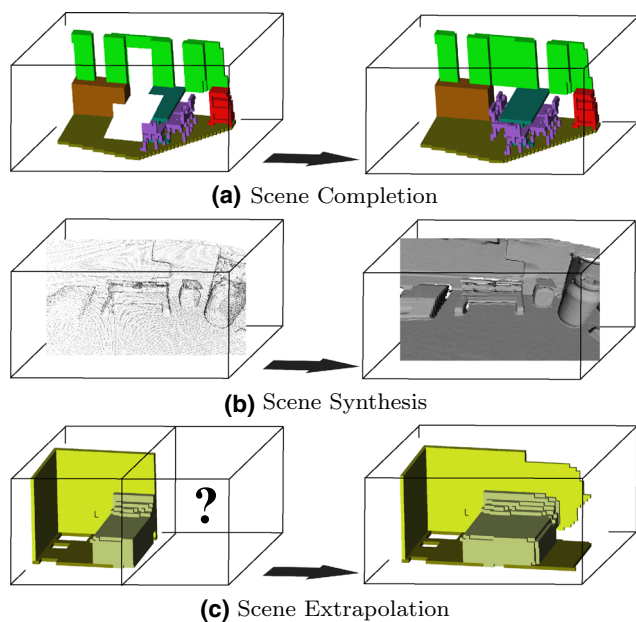 (a) Scene Completion
(b) Scene Synthesis
?
(c) Scene Extrapolation